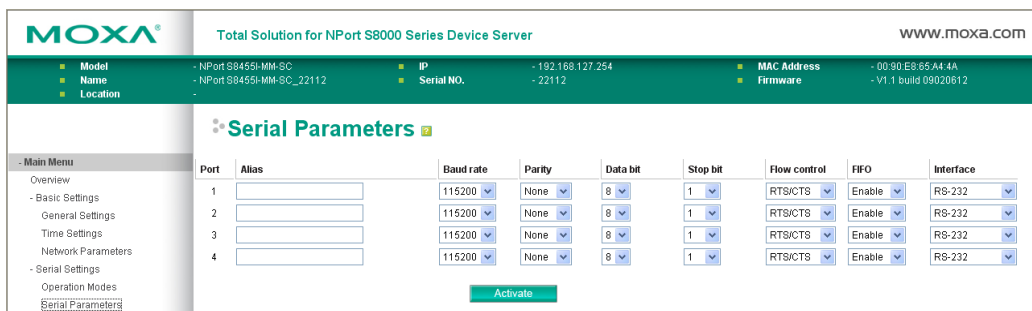 MOXA® Total Solution for NPort S8000 Series Device Server www.moxa.com
Model - NPort S8455I-MM-SC IP - 192.168.127.254 MAC Address - 00:90:E8:65:A4:4A
Name - NPort S8455I-MM-SC_22112 Serial NO. - 22112 Firmware - V1.1 build 09020612
Location -
Serial Parameters ?
- Main Menu
Overview
- Basic Settings
General Settings
Time Settings
Network Parameters
- Serial Settings
Operation Modes
Serial Parameters
Port Alias Baud rate Parity Data bit Stop bit Flow control FIFO Interface
1 115200 None 8 1 RTS/CTS Enable RS-232
2 115200 None 8 1 RTS/CTS Enable RS-232
3 115200 None 8 1 RTS/CTS Enable RS-232
4 115200 None 8 1 RTS/CTS Enable RS-232
Activate